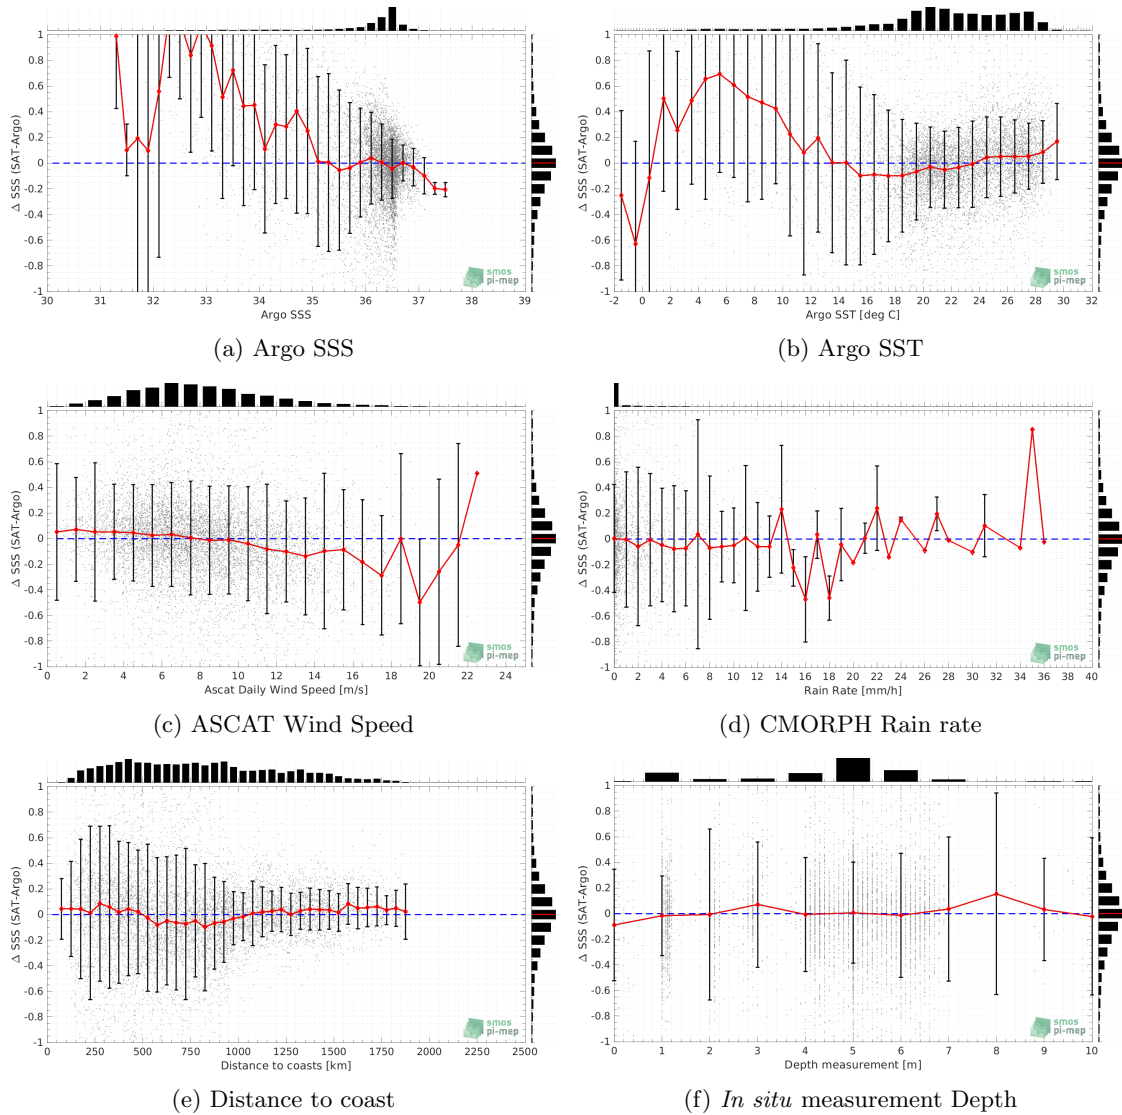 1
0.8
0.6
0.4
0.2
0
-0.2
-0.4
-0.6
-0.8
-1
Δ SSS (SAT-Argo)
30 31 32 33 34 35 36 37 38 39
Argo SSS
smos
pi-mep
(a) Argo SSS
1
0.8
0.6
0.4
0.2
0
-0.2
-0.4
-0.6
-0.8
-1
Δ SSS (SAT-Argo)
-2 0 2 4 6 8 10 12 14 16 18 20 22 24 26 28 30 32
Argo SST [deg C]
smos
pi-mep
(b) Argo SST
1
0.8
0.6
0.4
0.2
0
-0.2
-0.4
-0.6
-0.8
-1
Δ SSS (SAT-Argo)
0 2 4 6 8 10 12 14 16 18 20 22 24
Ascat Daily Wind Speed [m/s]
smos
pi-mep
(c) ASCAT Wind Speed
1
0.8
0.6
0.4
0.2
0
-0.2
-0.4
-0.6
-0.8
-1
Δ SSS (SAT-Argo)
0 2 4 6 8 10 12 14 16 18 20 22 24 26 28 30 32 34 36 38 40
Rain Rate [mm/h]
smos
pi-mep
(d) CMORPH Rain rate
1
0.8
0.6
0.4
0.2
0
-0.2
-0.4
-0.6
-0.8
-1
Δ SSS (SAT-Argo)
0 250 500 750 1000 1250 1500 1750 2000 2250 2500
Distance to coasts [km]
smos
pi-mep
(e) Distance to coast
1
0.8
0.6
0.4
0.2
0
-0.2
-0.4
-0.6
-0.8
-1
Δ SSS (SAT-Argo)
0 1 2 3 4 5 6 7 8 9 10
Depth measurement [m]
smos
pi-mep
(f) In situ measurement Depth